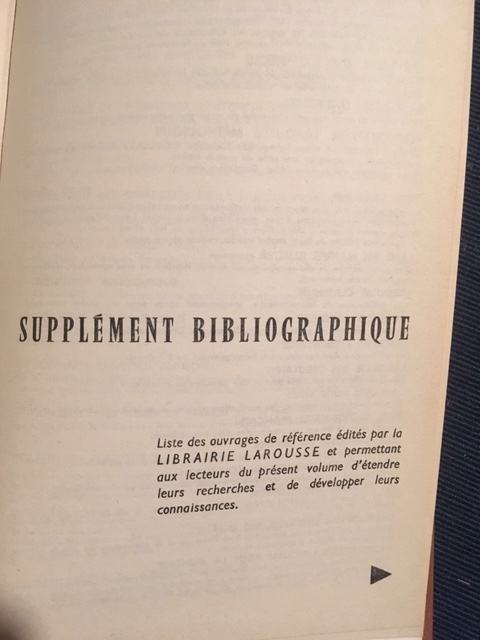 SUPPLÉMENT BIBLIOGRAPHIQUE
Liste des ouvrages de référence édités par la
LIBRAIRIE LAROUSSE et permettant
aux lecteurs du présent volume d'étendre
leurs recherches et de développer leurs
connaissances.